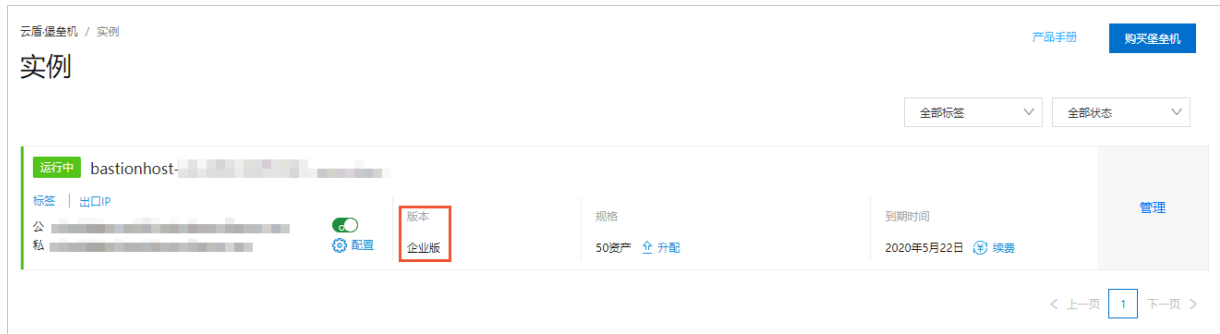 云盾·堡垒机 / 实例
产品手册
购买堡垒机
实例
全部标签
全部状态
运行中 bastionhost-
标签 | 出口IP
公
私
配置
版本
企业版
规格
50资产 升配
到期时间
2020年5月22日 续费
管理
< 上一页 1 下一页 >